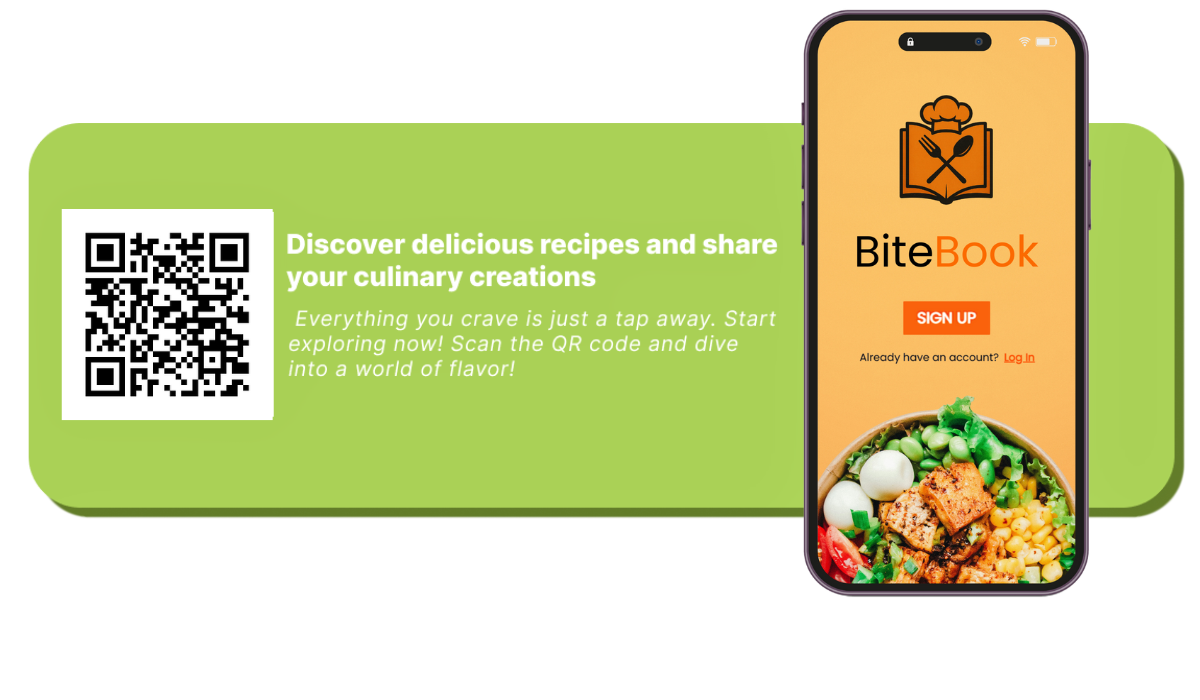 Discover delicious recipes and share
your culinary creations
Everything you crave is just a tap away. Start
exploring now! Scan the QR code and dive
into a world of flavor!
BiteBook
SIGN UP
Already have an account? Log In